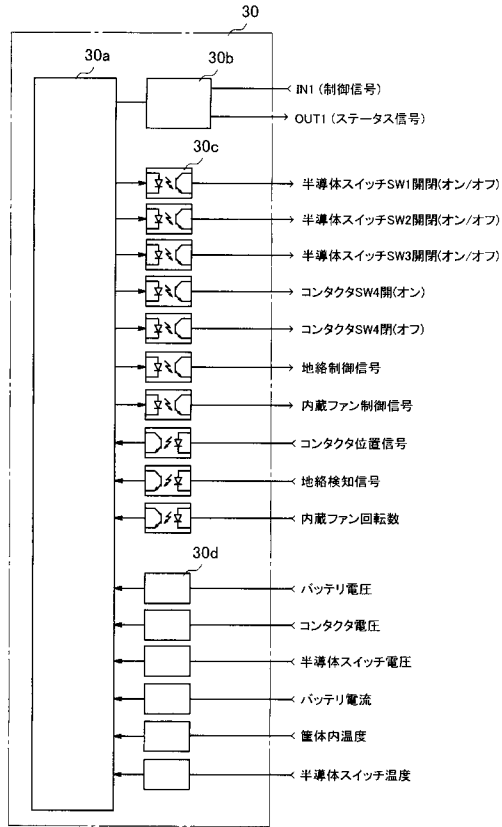 30
30a
30b
IN1(制御信号)
OUT1(ステータス信号)
30c
半導体スイッチSW1開閉(オン/オフ)
半導体スイッチSW2開閉(オン/オフ)
半導体スイッチSW3開閉(オン/オフ)
コンタクタSW4開(オン)
コンタクタSW4閉(オフ)
地絡制御信号
内蔵ファン制御信号
コンタクタ位置信号
地絡検知信号
内蔵ファン回転数
30d
バッテリ電圧
コンタクタ電圧
半導体スイッチ電圧
バッテリ電流
筐体内温度
半導体スイッチ温度